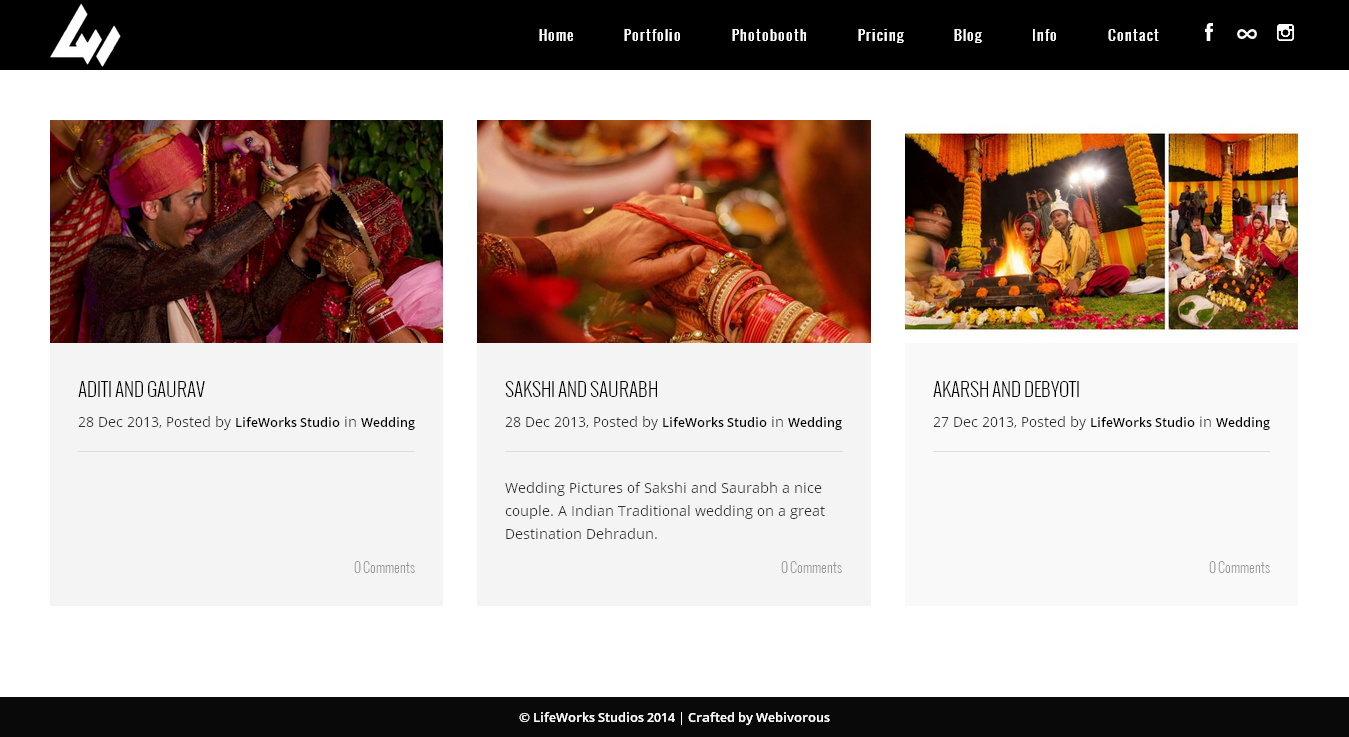 Home Portfolio Photobooth Pricing Blog Info Contact
ADITI AND GAURAV
28 Dec 2013, Posted by LifeWorks Studio in Wedding
0 Comments
SAKSHI AND SAURABH
28 Dec 2013, Posted by LifeWorks Studio in Wedding
Wedding Pictures of Sakshi and Saurabh a nice
couple. A Indian Traditional wedding on a great
Destination Dehradun.
0 Comments
AKARSH AND DEBYOTI
27 Dec 2013, Posted by LifeWorks Studio in Wedding
0 Comments
© LifeWorks Studios 2014 | Crafted by Webivorous